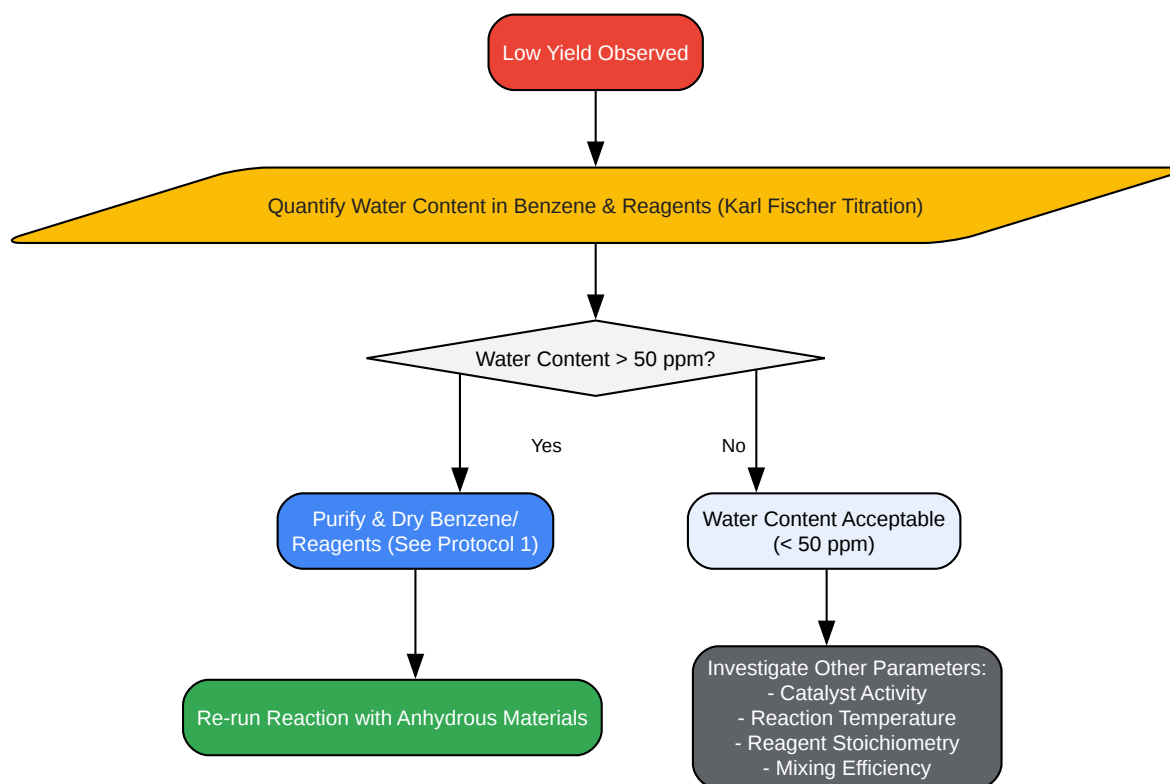 Low Yield Observed
Quantify Water Content in Benzene & Reagents (Karl Fischer Titration)
Water Content > 50 ppm?
Yes
No
Purify & Dry Benzene/
Reagents (See Protocol 1)
Water Content Acceptable
(< 50 ppm)
Re-run Reaction with Anhydrous Materials
Investigate Other Parameters:
- Catalyst Activity
- Reaction Temperature
- Reagent Stoichiometry
- Mixing Efficiency